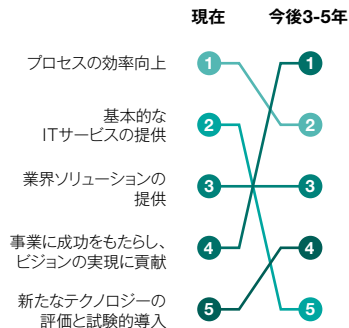 現在 今後3-5年
プロセスの効率向上 1 1
基本的な
ITサービスの提供 2 2
業界ソリューションの
提供 3 3
事業に成功をもたらし、
ビジョンの実現に貢献 4 4
新たなテクノロジーの
評価と試験的導入 5 5